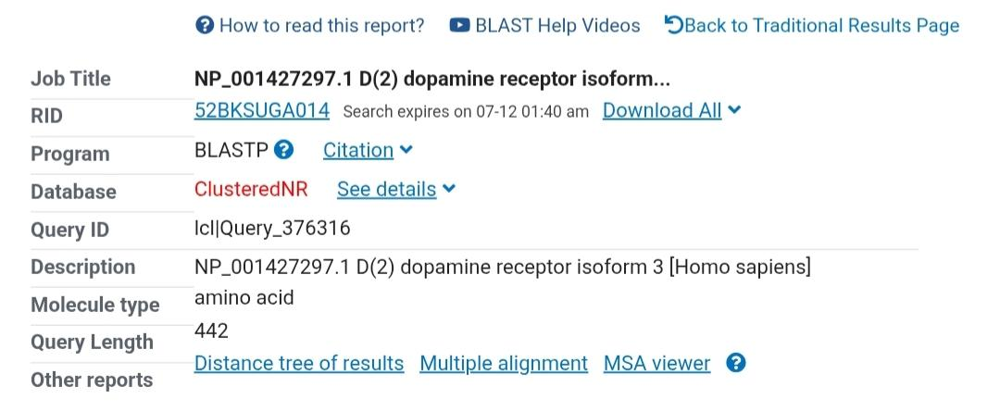 How to read this report? BLAST Help Videos Back to Traditional Results Page
Job Title NP_001427297.1 D(2) dopamine receptor isoform...
RID 52BKSUGA014 Search expires on 07-12 01:40 am Download All
Program BLASTP Citation
Database ClusteredNR See details
Query ID lcl|Query_376316
Description NP_001427297.1 D(2) dopamine receptor isoform 3 [Homo sapiens]
Molecule type amino acid
Query Length 442
Other reports Distance tree of results Multiple alignment MSA viewer